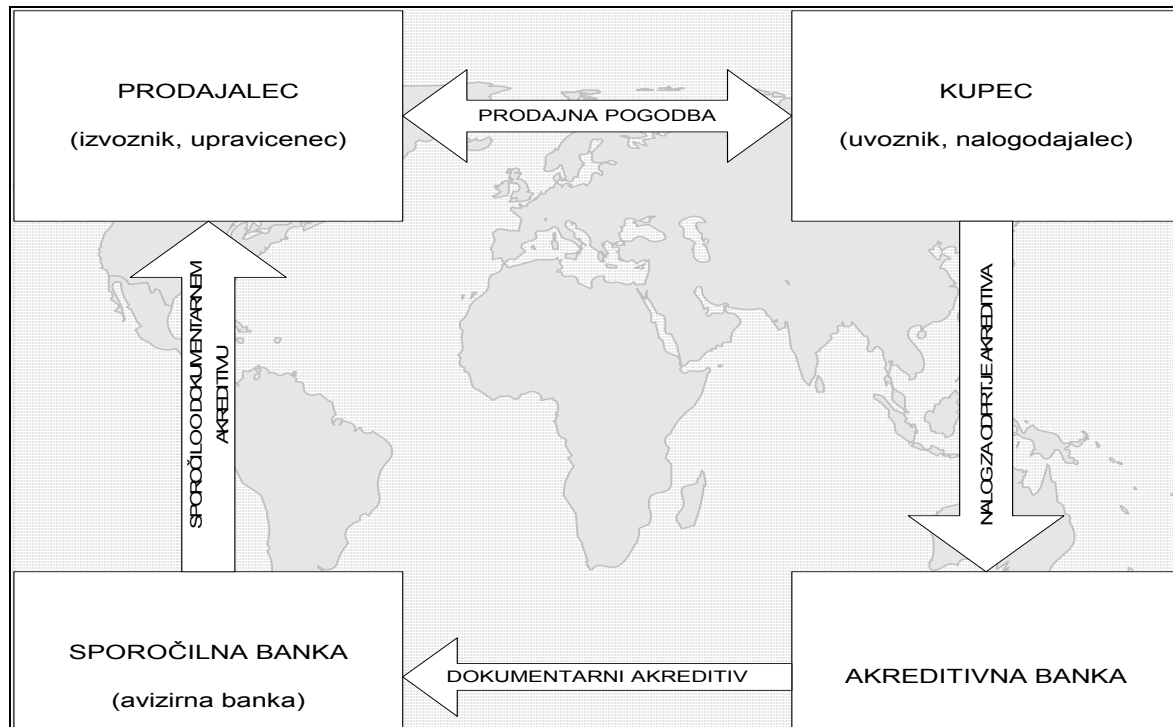 PRODAJALEC
(izvoznik, upravicenec)
PRODAJNA POGODBA
KUPEC
(uvoznik, nalogodajalec)
SPOROČILO O DOKUMENTARNEM
AKREDITIVU
NALOG ZA ODPRTJE AKREDITIVA
SPOROČILNA BANKA
(avizirna banka)
DOKUMENTARNI AKREDITIV
AKREDITIVNA BANKA